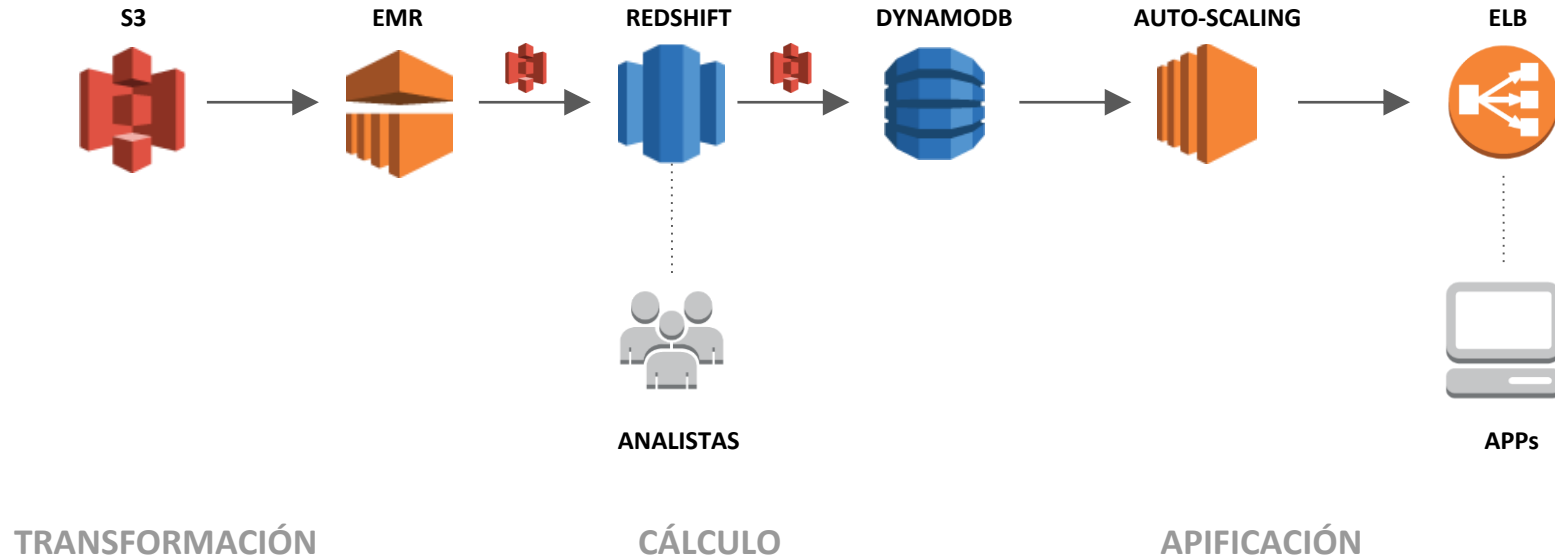 S3
EMR
REDSHIFT
DYNAMODB
AUTO-SCALING
ELB
ANALISTAS
APPs
TRANSFORMACIÓN
CÁLCULO
APIFICACIÓN